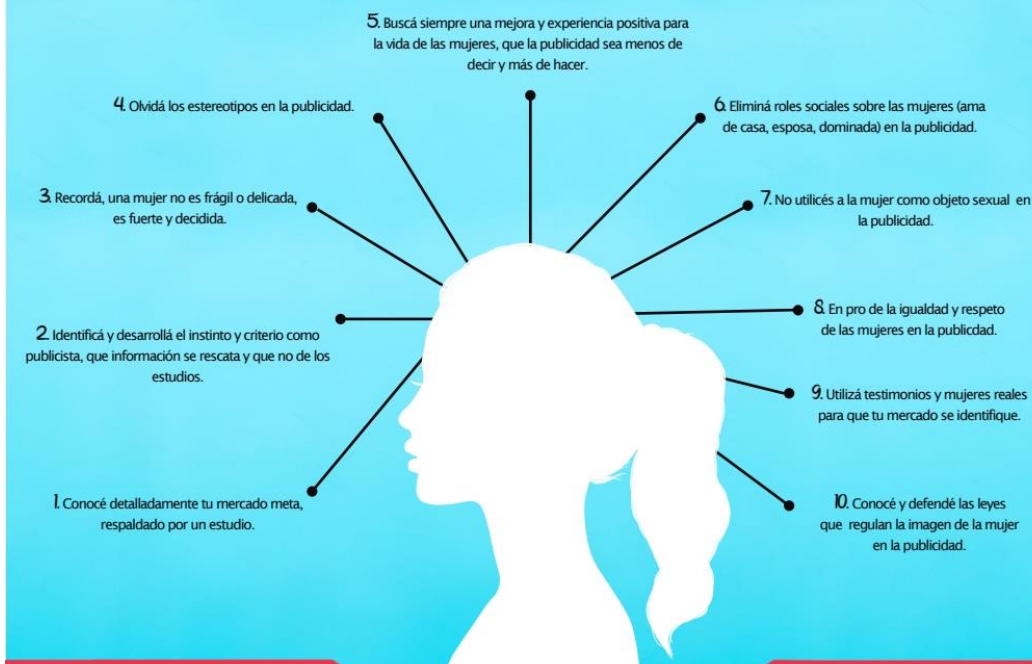 1. Conocé detalladamente tu mercado meta,
respaldado por un estudio.
2. Identificá y desarrollá el instinto y criterio como
publicista, que información se rescata y que no de los
estudios.
3. Recordá, una mujer no es frágil o delicada,
es fuerte y decidida.
4. Olvidá los estereotipos en la publicidad.
5. Buscá siempre una mejora y experiencia positiva para
la vida de las mujeres, que la publicidad sea menos de
decir y más de hacer.
6. Eliminá roles sociales sobre las mujeres (ama
de casa, esposa, dominada) en la publicidad.
7. No utilicés a la mujer como objeto sexual en
la publicidad.
8. En pro de la igualdad y respeto
de las mujeres en la publicdad.
9. Utilizá testimonios y mujeres reales
para que tu mercado se identifique.
10. Conocé y defendé las leyes
que regulan la imagen de la mujer
en la publicidad.